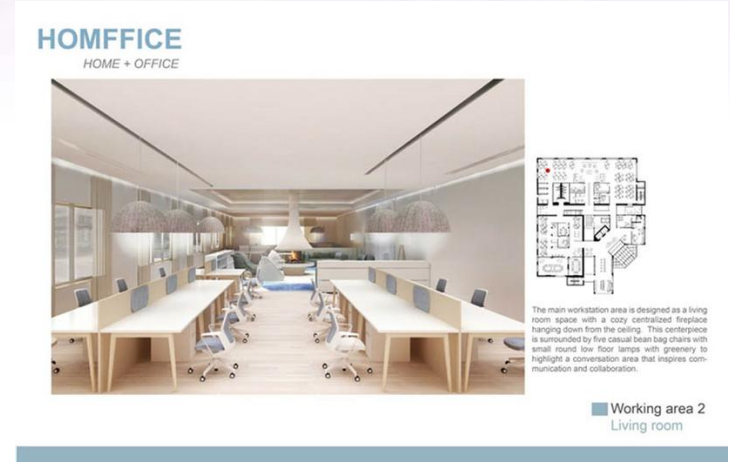 HOMFFICE
HOME + OFFICE
The main workstation area is designed as a living
room space with a cozy centralized fireplace
hanging down from the ceiling. This centerpiece
is surrounded by five casual bean bag chairs with
small round low floor lamps with greenery to
highlight a conversation area that inspires com-
munication and collaboration.
Working area 2
Living room